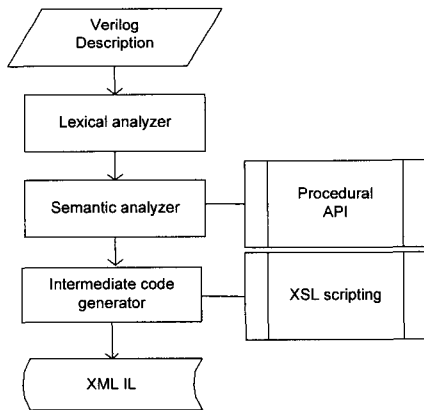 Verilog
Description
Lexical analyzer
Semantic analyzer
Procedural
API
Intermediate code
generator
XSL scripting
XML IL